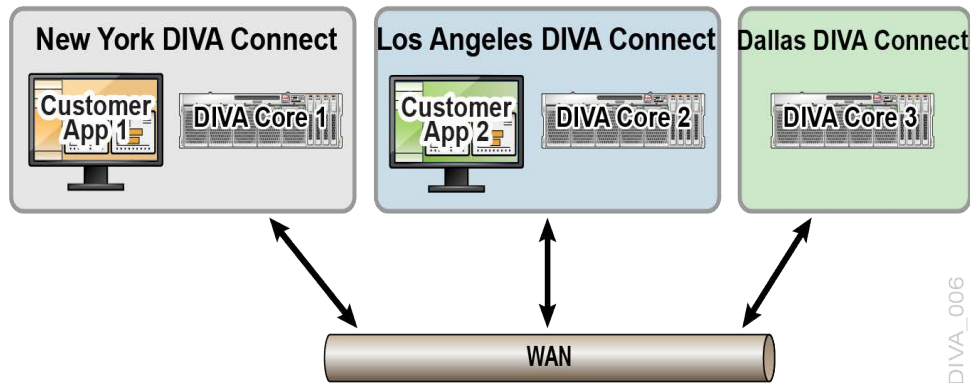 New York DIVA Connect
Customer
App 1
DIVA Core 1
Los Angeles DIVA Connect
Customer
App 2
DIVA Core 2
Dallas DIVA Connect
DIVA Core 3
WAN
DIVA_006